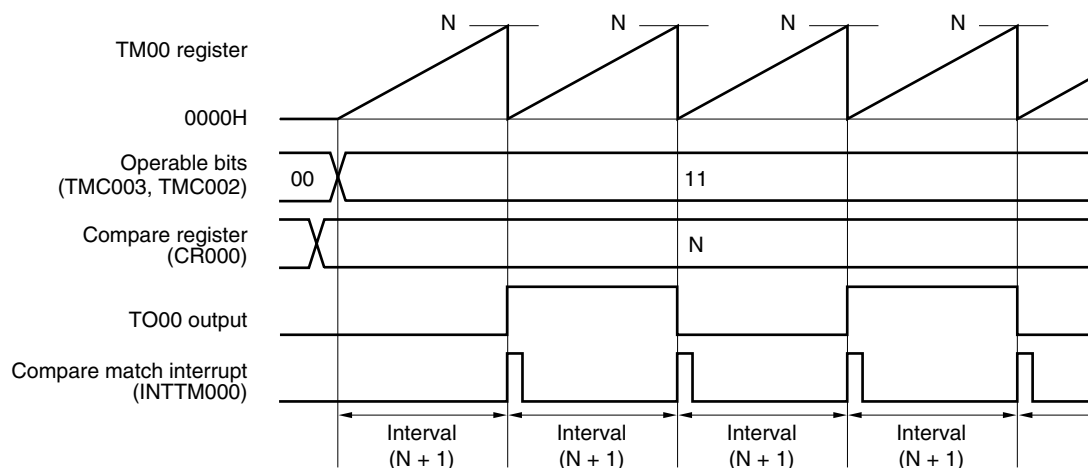 N N N N
TM00 register
0000H
Operable bits
(TMC003, TMC002)
00 11
Compare register
(CR000)
N
TO00 output
Compare match interrupt
(INTTM000)
Interval
(N + 1)
Interval
(N + 1)
Interval
(N + 1)
Interval
(N + 1)